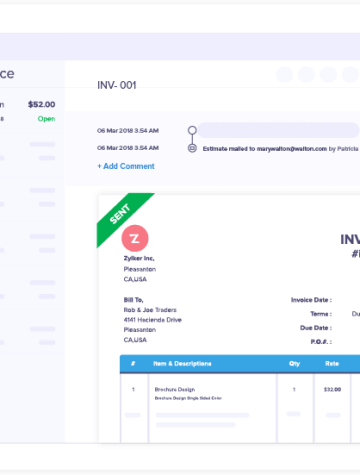 ce
n $52.00
Open
INV- 001
06 Mar 2018 3.54 AM
06 Mar 2018 3.54 AM Estimate mailed to marywalton@walton.com by Patricia
+ Add Comment
SENT
Z
INV
#i
Zylker Inc,
Pleasanton
CA,USA
Bill To,
Rob & Joe Traders
4141 Hacienda Drive
Pleasanton
CA,USA
Invoice Date :
Terms : Du
Due Date :
P.O.# :
# Item & Descriptions Qty Rate
1 Brochure Design 1 332.00
Brochure Design Single Sided Color